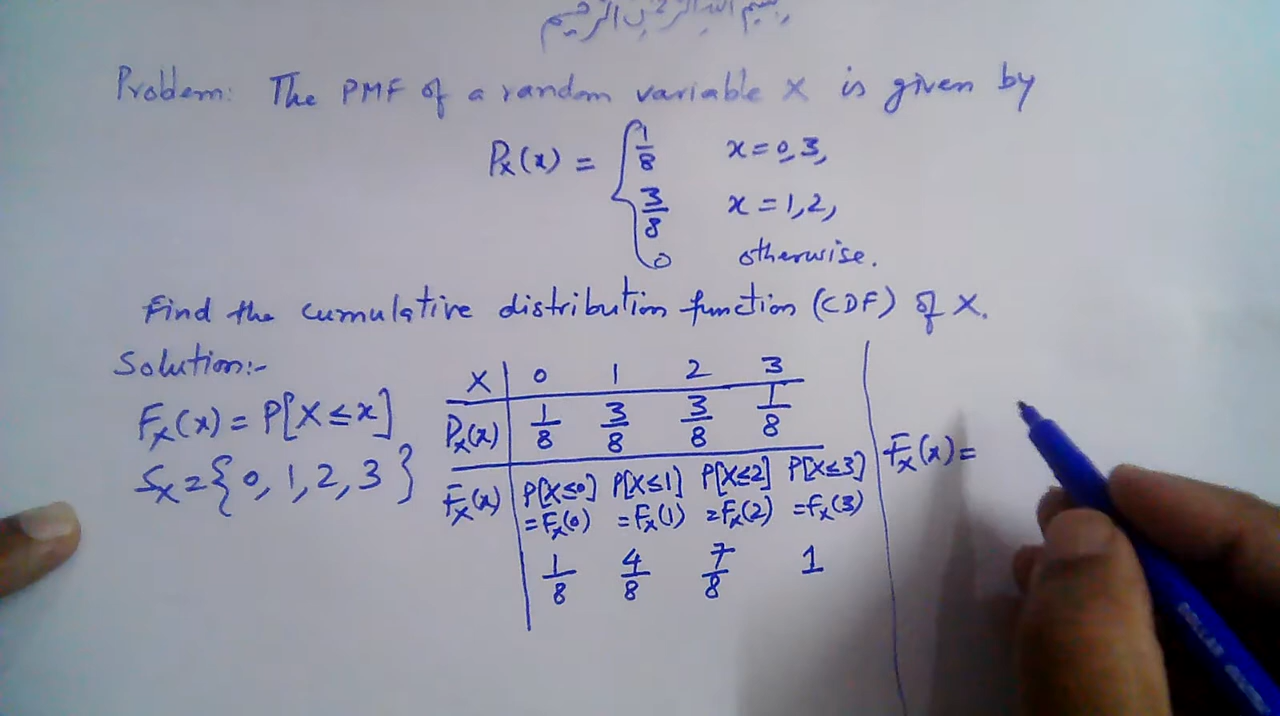 بسم اللہ الرحمن الرحیم
Problem: The PMF of a random variable X is given by
Px(x) = { 1/8 x=0,3,
3/8 x=1,2,
0 otherwise.
Find the cumulative distribution function (CDF) of X.
Solution:-
Fx(x) = P[X≤x]
Sx={0,1,2,3}
X 0 1 2 3
Px(x) 1/8 3/8 3/8 1/8
Fx(x) P[X≤0] P[X≤1] P[X≤2] P[X≤3]
=Fx(0) =Fx(1) =Fx(2) =Fx(3)
1/8 4/8 7/8 1
Fx(x)=
DOLLAR